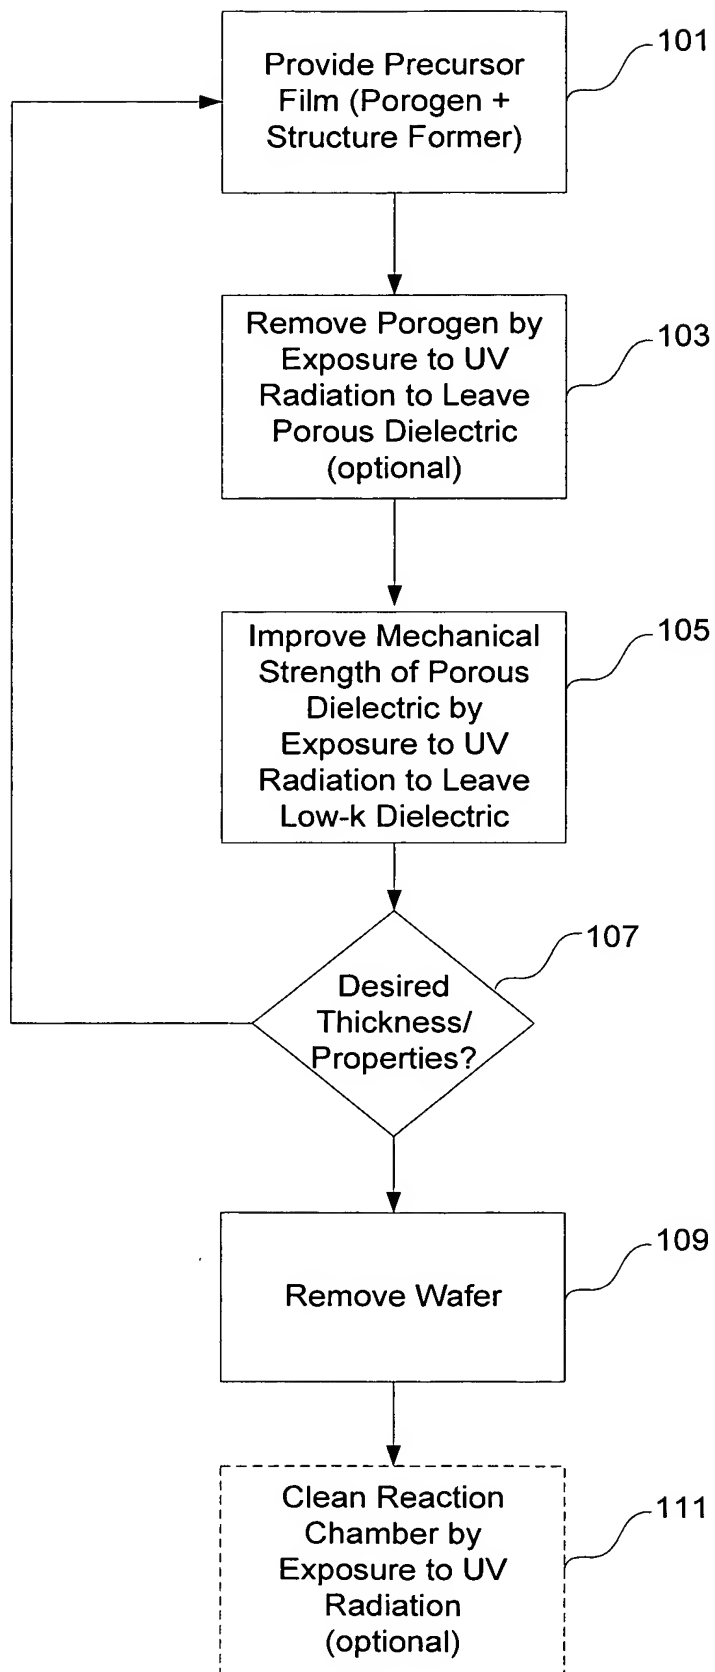 101
Provide Precursor
Film (Porogen +
Structure Former)
103
Remove Porogen by
Exposure to UV
Radiation to Leave
Porous Dielectric
(optional)
105
Improve Mechanical
Strength of Porous
Dielectric by
Exposure to UV
Radiation to Leave
Low-k Dielectric
107
Desired
Thickness/
Properties?
109
Remove Wafer
111
Clean Reaction
Chamber by
Exposure to UV
Radiation
(optional)